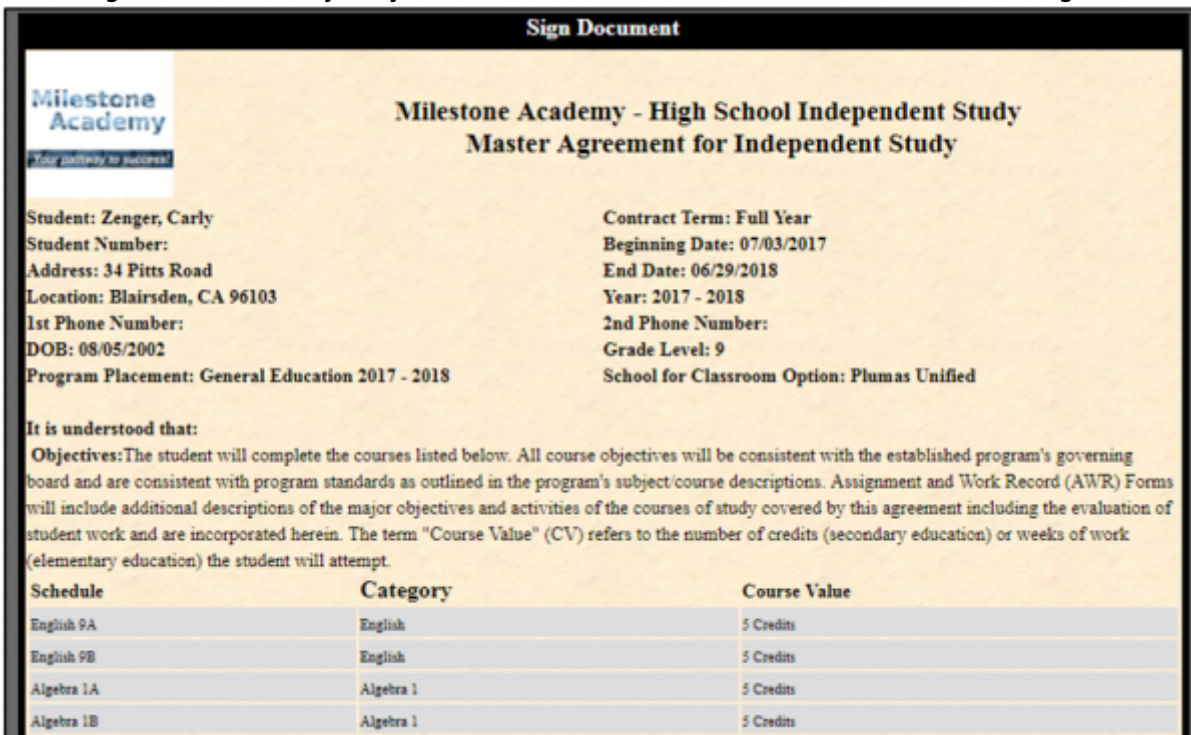 Sign Document
Milestone
Academy
Your pathway to success!
Milestone Academy - High School Independent Study
Master Agreement for Independent Study
Student: Zenger, Carly
Contract Term: Full Year
Student Number:
Beginning Date: 07/03/2017
Address: 34 Pitts Road
End Date: 06/29/2018
Location: Blairsden, CA 96103
Year: 2017 - 2018
1st Phone Number:
2nd Phone Number:
DOB: 08/05/2002
Grade Level: 9
Program Placement: General Education 2017 - 2018
School for Classroom Option: Plumas Unified
It is understood that:
Objectives:The student will complete the courses listed below. All course objectives will be consistent with the established program's governing
board and are consistent with program standards as outlined in the program's subject/course descriptions. Assignment and Work Record (AWR) Forms
will include additional descriptions of the major objectives and activities of the courses of study covered by this agreement including the evaluation of
student work and are incorporated herein. The term "Course Value" (CV) refers to the number of credits (secondary education) or weeks of work
(elementary education) the student will attempt.
Schedule Category Course Value
English 9A English 5 Credits
English 9B English 5 Credits
Algebra 1A Algebra 1 5 Credits
Algebra 1B Algebra 1 5 Credits